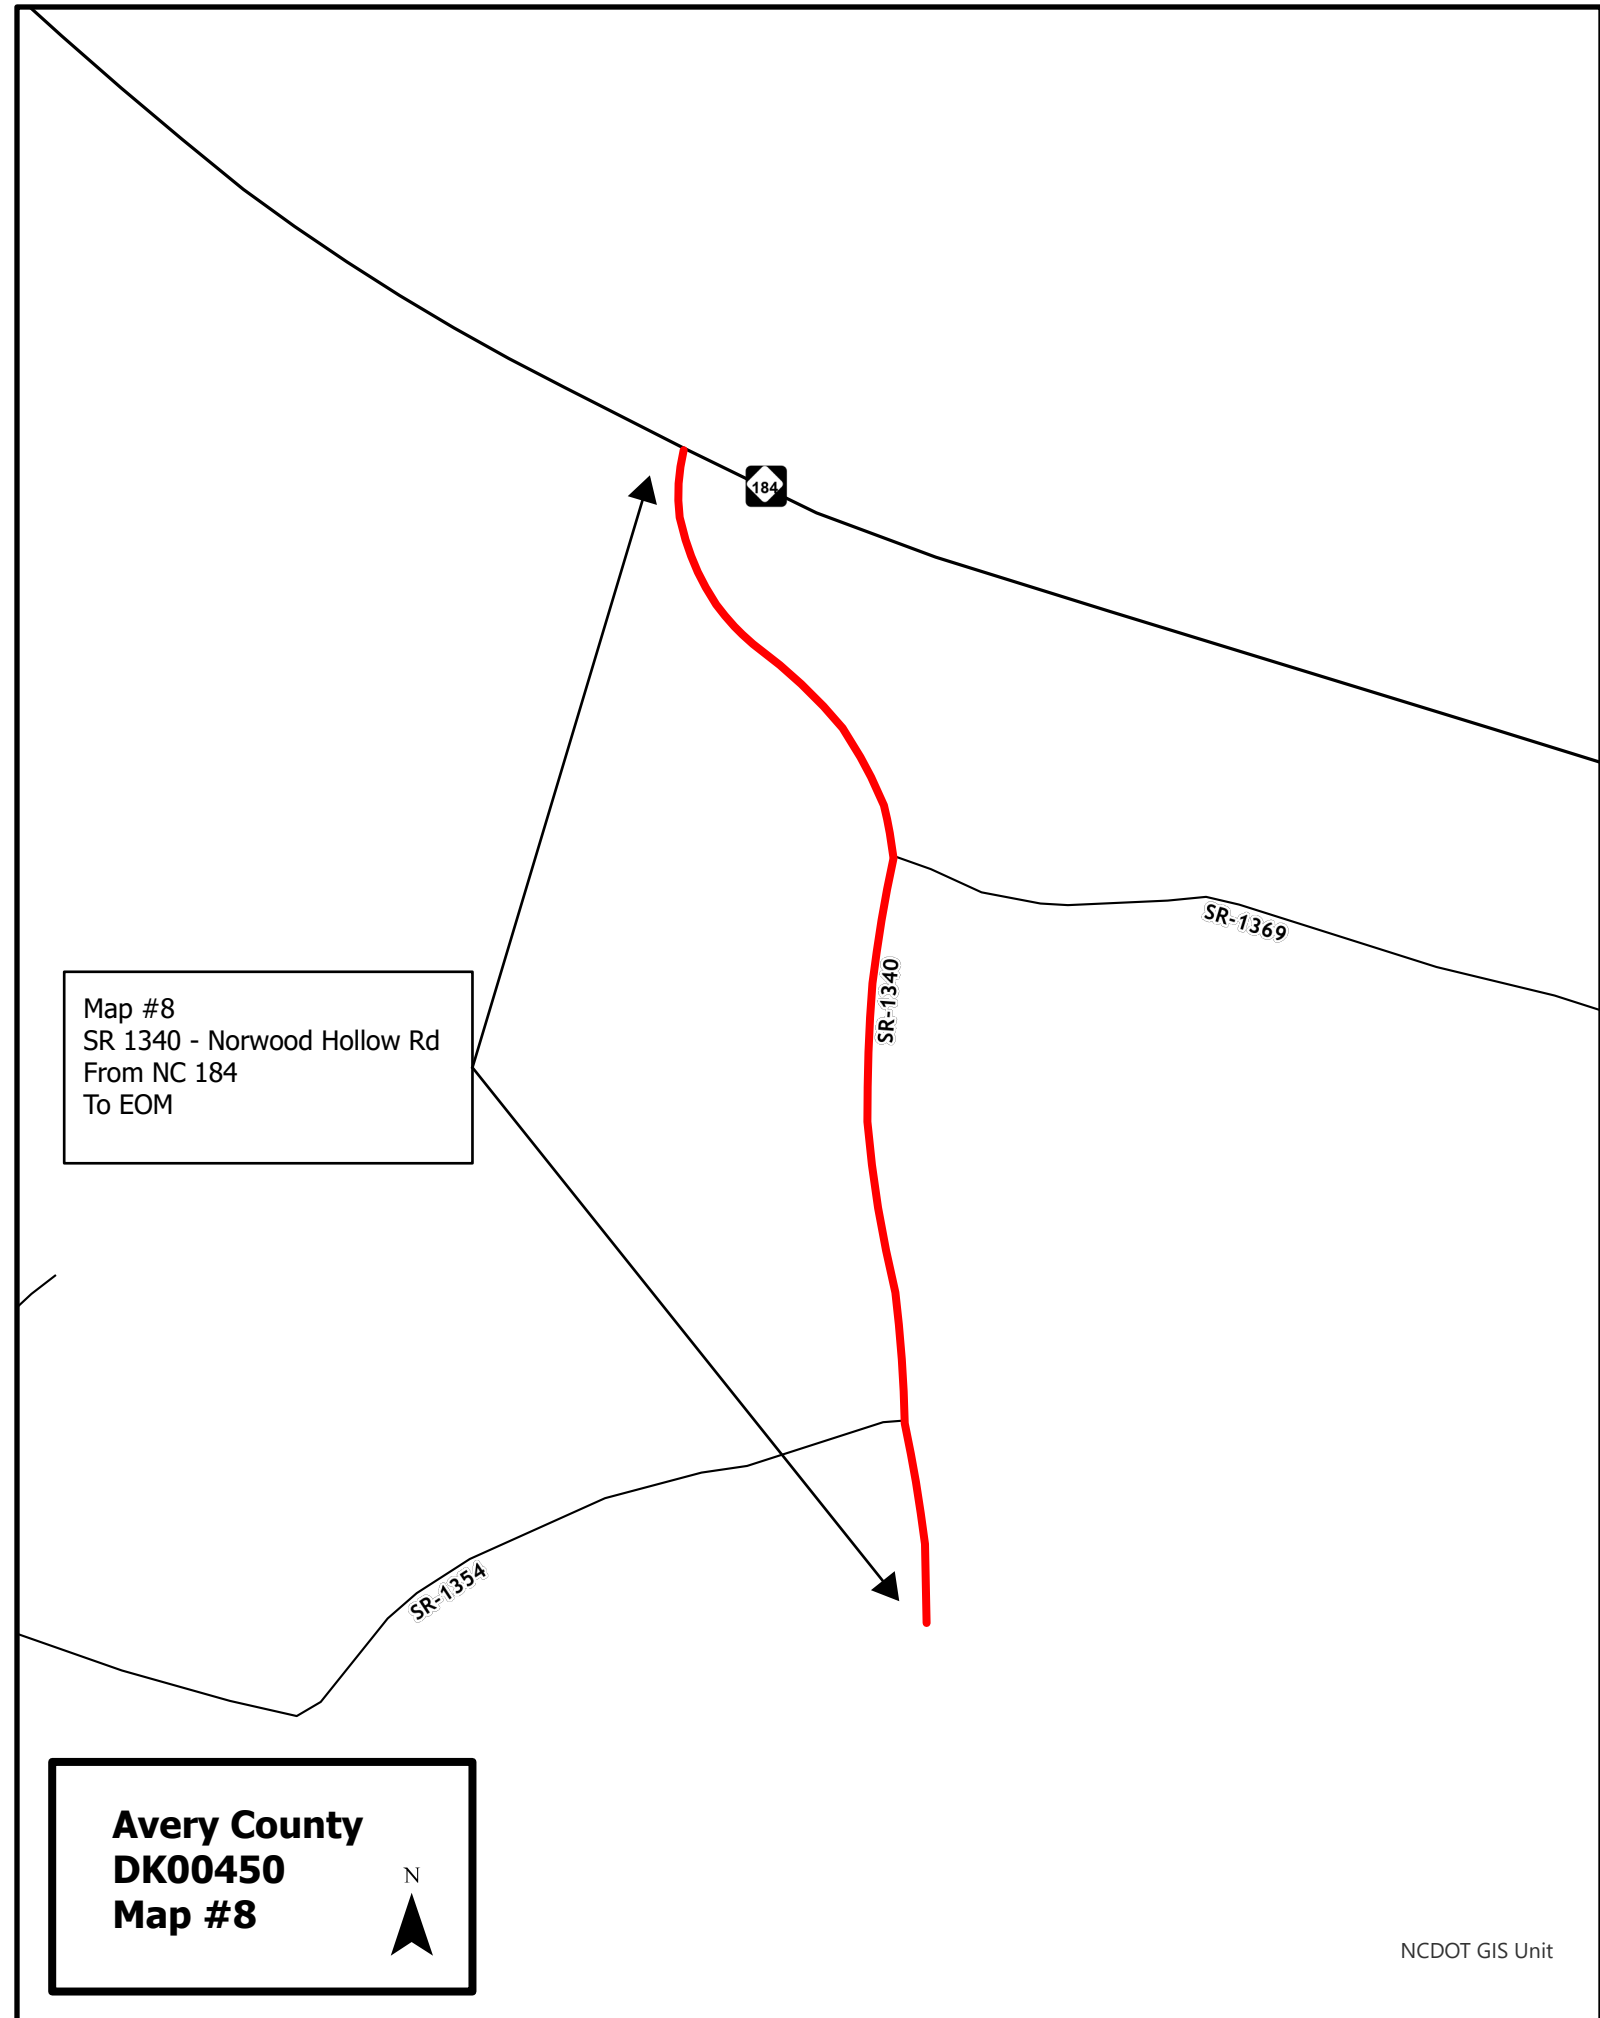 184
SR-1369
SR-1340
Map #8
SR 1340 - Norwood Hollow Rd
From NC 184
To EOM
SR-1354
Avery County
DK00450
Map #8
N
NCDOT GIS Unit